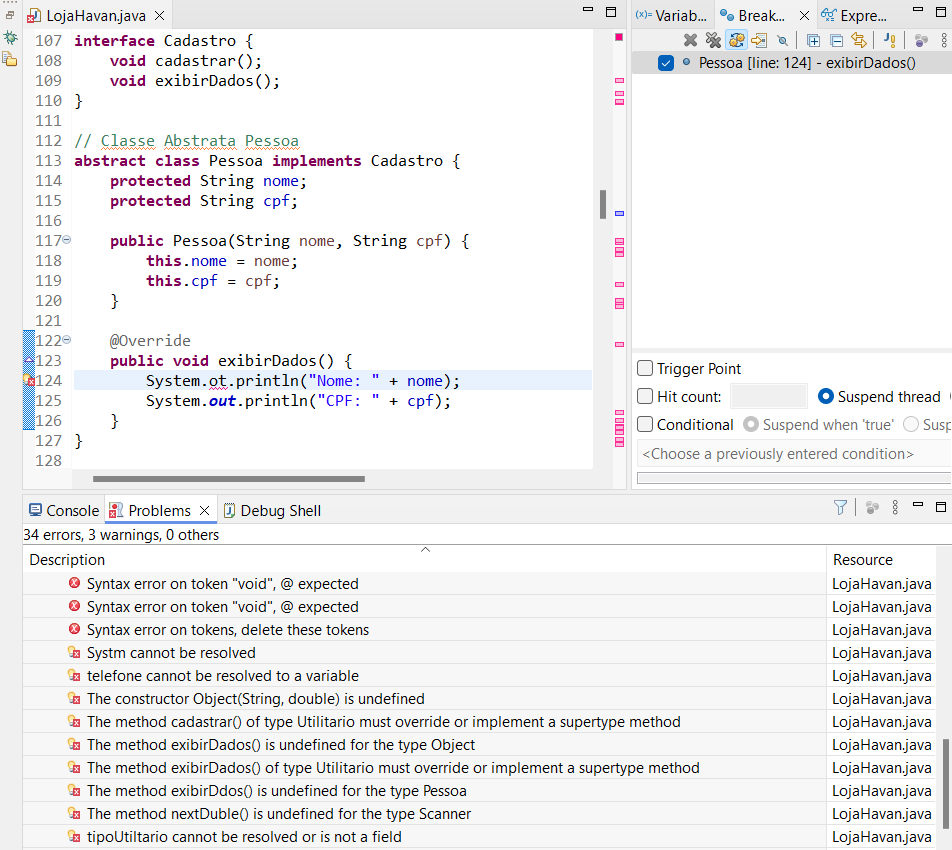 LojaHavan.java
107 interface Cadastro {
108 void cadastrar();
109 void exibirDados();
110 }
111
112 // Classe Abstrata Pessoa
113 abstract class Pessoa implements Cadastro {
114 protected String nome;
115 protected String cpf;
116
117 public Pessoa(String nome, String cpf) {
118 this.nome = nome;
119 this.cpf = cpf;
120 }
121
122 @Override
123 public void exibirDados() {
124 System.ot.println("Nome: " + nome);
125 System.out.println("CPF: " + cpf);
126 }
127 }
128
(x)= Variab... Break... Expre...
Pessoa [line: 124] - exibirDados()
Trigger Point
Hit count: Suspend thread
Conditional Suspend when 'true' Susp
<Choose a previously entered condition>
Console Problems Debug Shell
34 errors, 3 warnings, 0 others
Description Resource
Syntax error on token "void", @ expected LojaHavan.java
Syntax error on token "void", @ expected LojaHavan.java
Syntax error on tokens, delete these tokens LojaHavan.java
Systm cannot be resolved LojaHavan.java
telefone cannot be resolved to a variable LojaHavan.java
The constructor Object(String, double) is undefined LojaHavan.java
The method cadastrar() of type Utilitario must override or implement a supertype method LojaHavan.java
The method exibirDados() is undefined for the type Object LojaHavan.java
The method exibirDados() of type Utilitario must override or implement a supertype method LojaHavan.java
The method exibirDdos() is undefined for the type Pessoa LojaHavan.java
The method nextDuble() is undefined for the type Scanner LojaHavan.java
tipoUtiltario cannot be resolved or is not a field LojaHavan.java